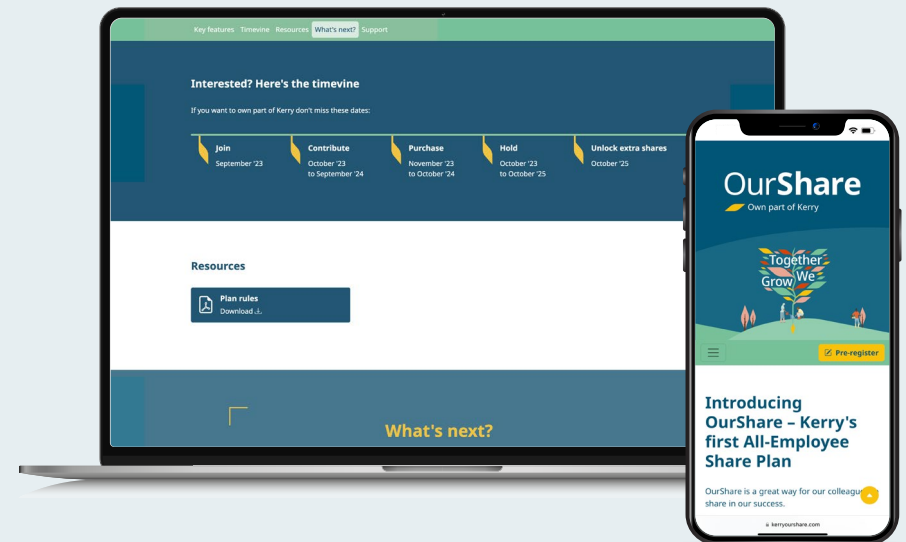 Key features Timevine Resources What's next? Support
Interested? Here's the timevine
If you want to own part of Kerry don't miss these dates:
Join
September '23
Contribute
October '23
to September '24
Purchase
November '23
to October '24
Hold
October '23
to October '25
Unlock extra shares
October '25
Resources
Plan rules
Download
What's next?
OurShare
Own part of Kerry
Together
We
Grow
Pre-register
Introducing
OurShare – Kerry's
first All-Employee
Share Plan
OurShare is a great way for our
share in our success.
kerryourshare.com